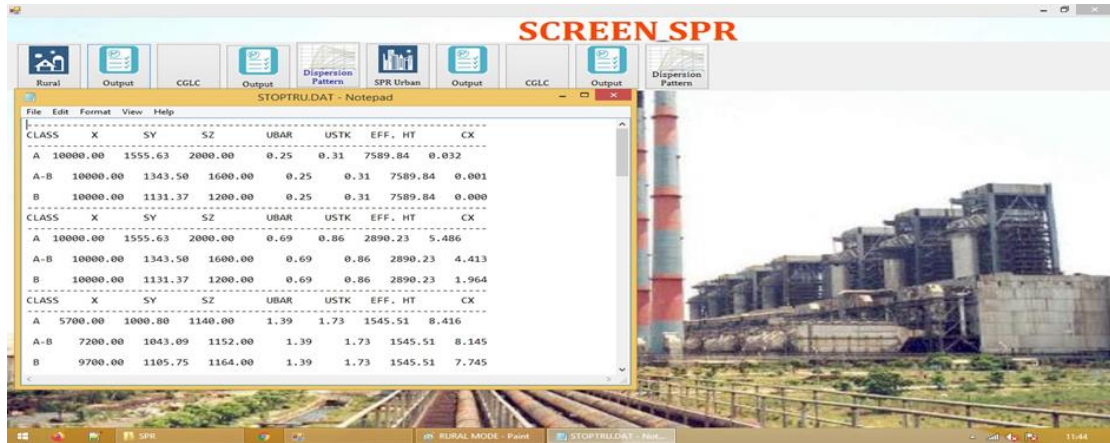 SCREEN_SPR
Rural
Output
CGLC
Output
Dispersion Pattern
SPR Urban
Output
CGLC
Output
Dispersion Pattern
STOPTRU.DAT - Notepad
File Edit Format View Help
CLASS X SY SZ UBAR USTK EFF. HT CX
A 10000.00 1555.63 2000.00 0.25 0.31 7589.84 0.032
A-B 10000.00 1343.50 1600.00 0.25 0.31 7589.84 0.001
B 10000.00 1131.37 1200.00 0.25 0.31 7589.84 0.000
CLASS X SY SZ UBAR USTK EFF. HT CX
A 10000.00 1555.63 2000.00 0.69 0.86 2890.23 5.486
A-B 10000.00 1343.50 1600.00 0.69 0.86 2890.23 4.413
B 10000.00 1131.37 1200.00 0.69 0.86 2890.23 1.964
CLASS X SY SZ UBAR USTK EFF. HT CX
A 5700.00 1000.80 1140.00 1.39 1.73 1545.51 8.416
A-B 7200.00 1043.09 1152.00 1.39 1.73 1545.51 8.145
B 9700.00 1105.75 1164.00 1.39 1.73 1545.51 7.745
SPR
RURAL MODE - Paint
STOPTRU.DAT - Not...
11:44